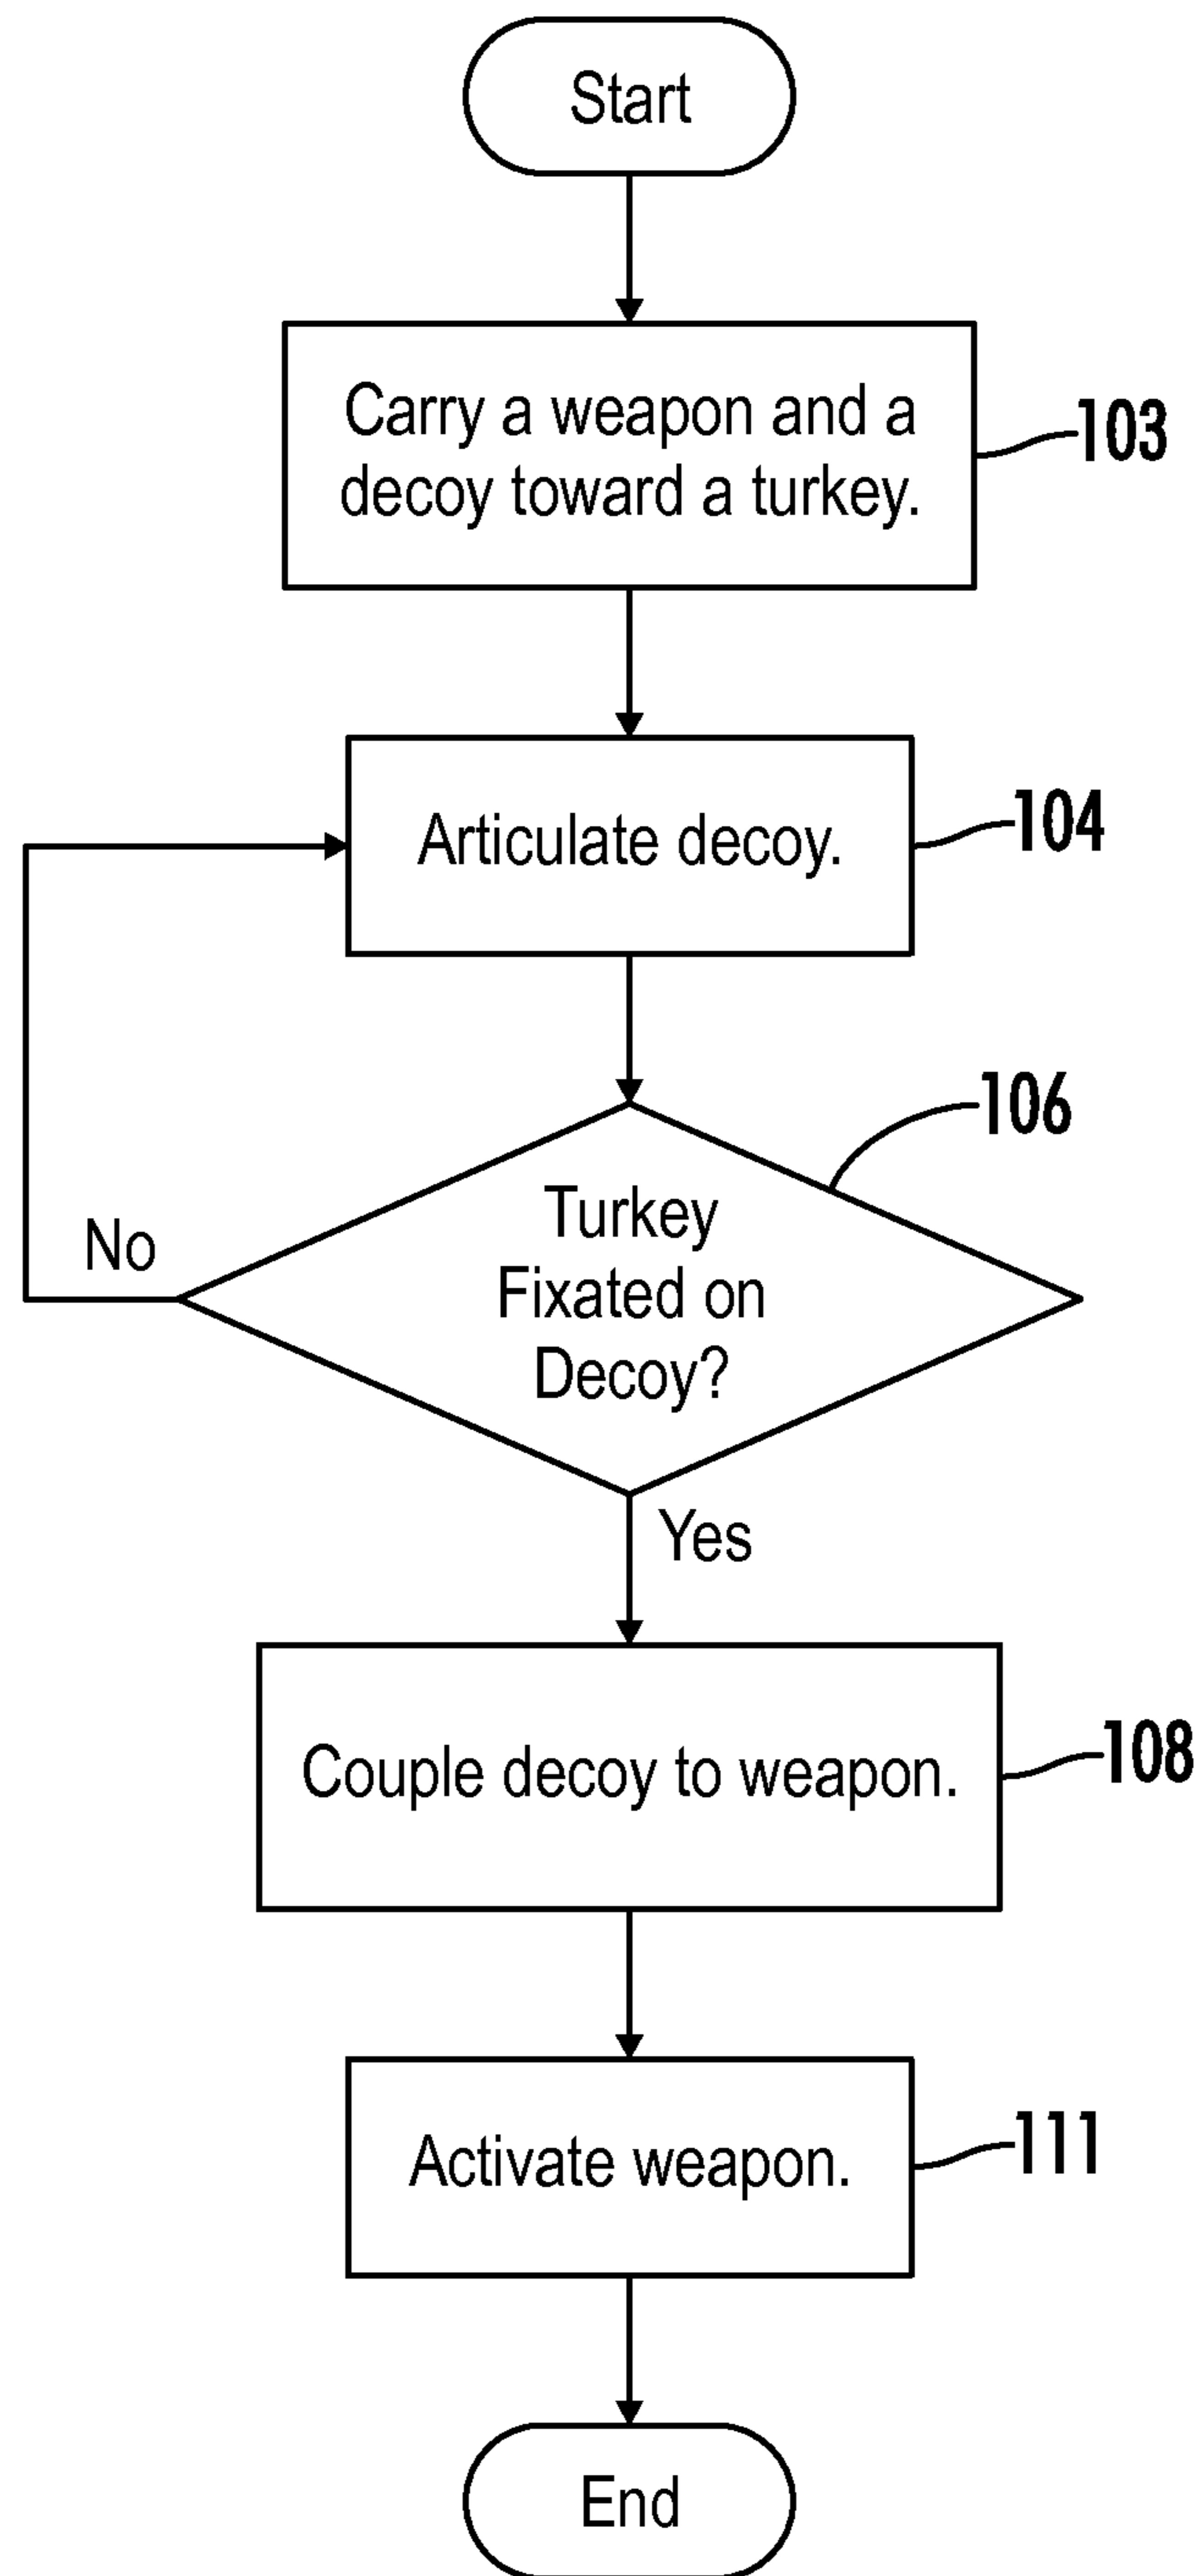 Start
Carry a weapon and a
decoy toward a turkey.
103
Articulate decoy.
104
106
Turkey
Fixated on
Decoy?
No
Yes
Couple decoy to weapon.
108
Activate weapon.
111
End